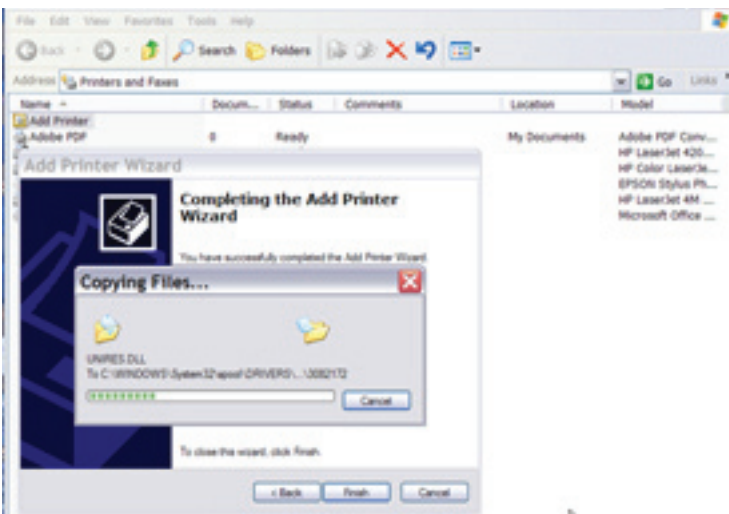 File Edit View Favorites Tools Help
Back Search Folders
Address Printers and Faxes Go Links
Name Docum... Status Comments Location Model
Add Printer
Adobe PDF 0 Ready My Documents Adobe PDF Conv...
HP LaserJet 420...
HP Color LaserJe...
EPSON Stylus Ph...
HP LaserJet 4M ...
Microsoft Office ...
Add Printer Wizard
Completing the Add Printer
Wizard
You have successfully completed the Add Printer Wizard.
Copying Files...
UNIRES.DLL
To C:\WINDOWS\System32\spool\DRIVERS\...\3082172
Cancel
To close this wizard, click Finish.
< Back Finish Cancel